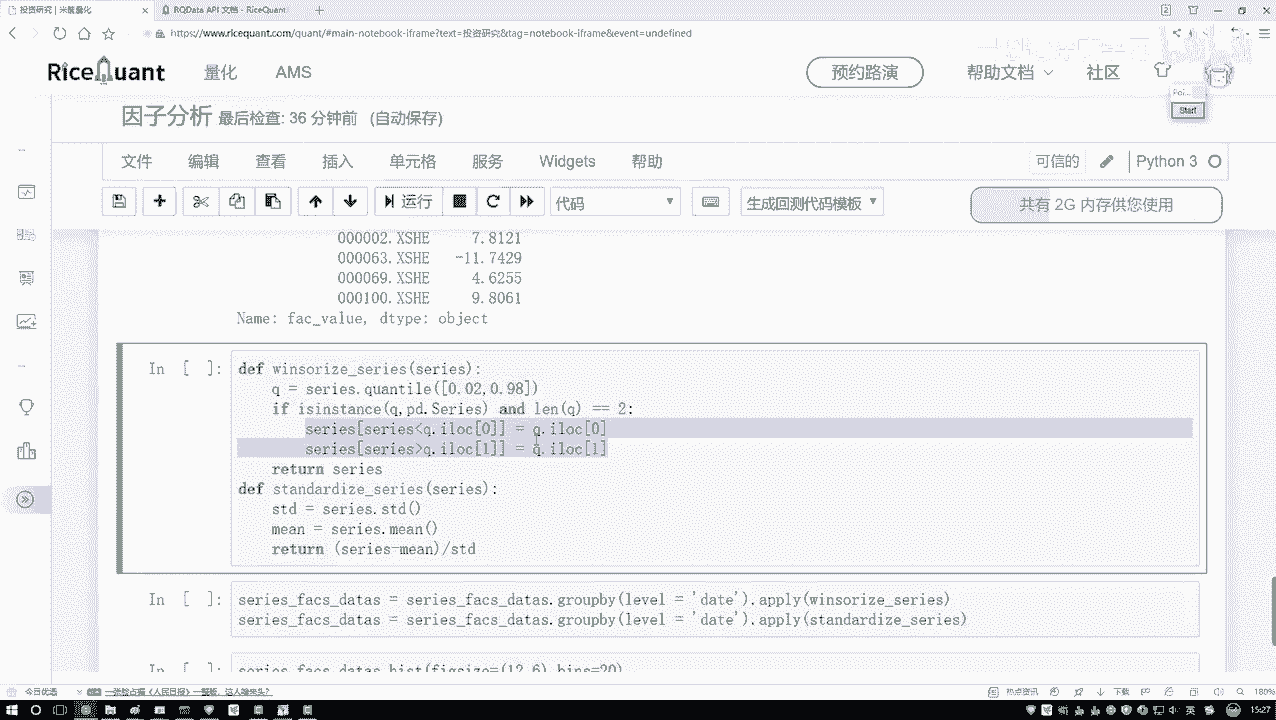 投资研究 | 米筐量化
RQData API 文档 - RiceQuant
https://www.ricequant.com/quant/#main-notebook-iframe?text=投资研究&tag=notebook-iframe&event=undefined
RiceQuant 量化 AMS 预约路演 帮助文档 社区
Start
因子分析 最后检查: 36 分钟前 (自动保存)
文件 编辑 查看 插入 单元格 服务 Widgets 帮助 可信的 Python 3
运行 代码 生成回测代码模板 共有 2G 内存供您使用
000002.XSHE 7.8121
000063.XSHE -11.7429
000069.XSHE 4.6255
000100.XSHE 9.8061
Name: fac_value, dtype: object
In [ ]: def winsorize_series(series):
q = series.quantile([0.02,0.98])
if isinstance(q,pd.Series) and len(q) == 2:
series[series<q.iloc[0]] = q.iloc[0]
series[series>q.iloc[1]] = q.iloc[1]
return series
def standardize_series(series):
std = series.std()
mean = series.mean()
return (series-mean)/std
In [ ]: series_facs_datas = series_facs_datas.groupby(level = 'date').apply(winsorize_series)
series_facs_datas = series_facs_datas.groupby(level = 'date').apply(standardize_series)
In [ ]: series_facs_datas.hist(figsize=(12,6),bins=20)
今日优选 热点资讯 下载 180%
英 15:27